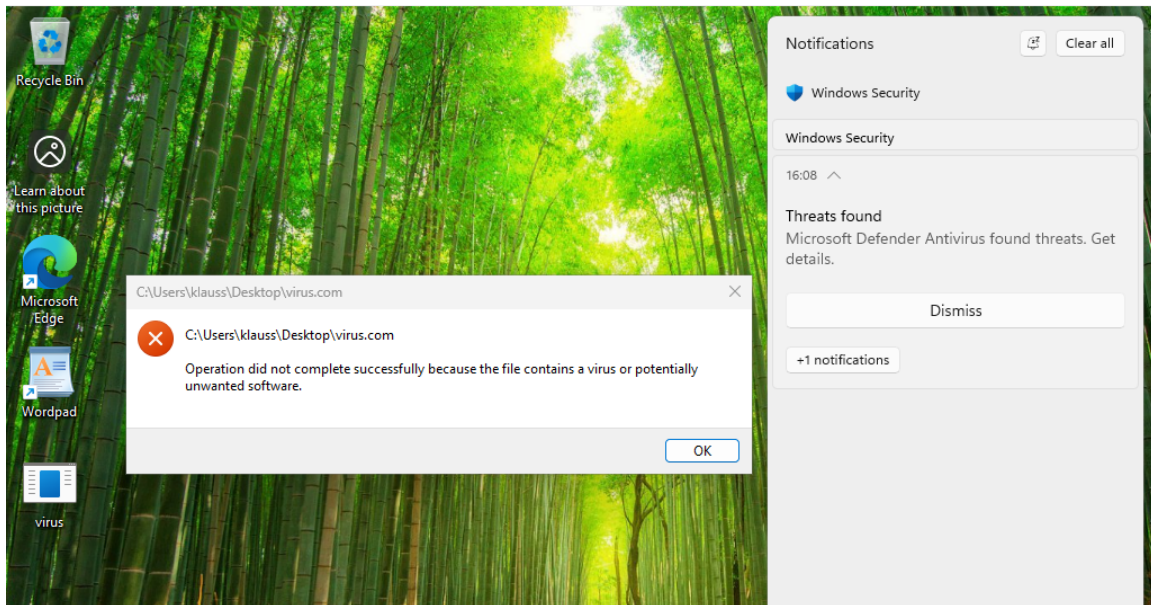 Recycle Bin
Learn about
this picture
Microsoft
Edge
Wordpad
virus
C:\Users\klauss\Desktop\virus.com
C:\Users\klauss\Desktop\virus.com
Operation did not complete successfully because the file contains a virus or potentially
unwanted software.
OK
Notifications
Clear all
Windows Security
Windows Security
16:08
Threats found
Microsoft Defender Antivirus found threats. Get
details.
Dismiss
+1 notifications